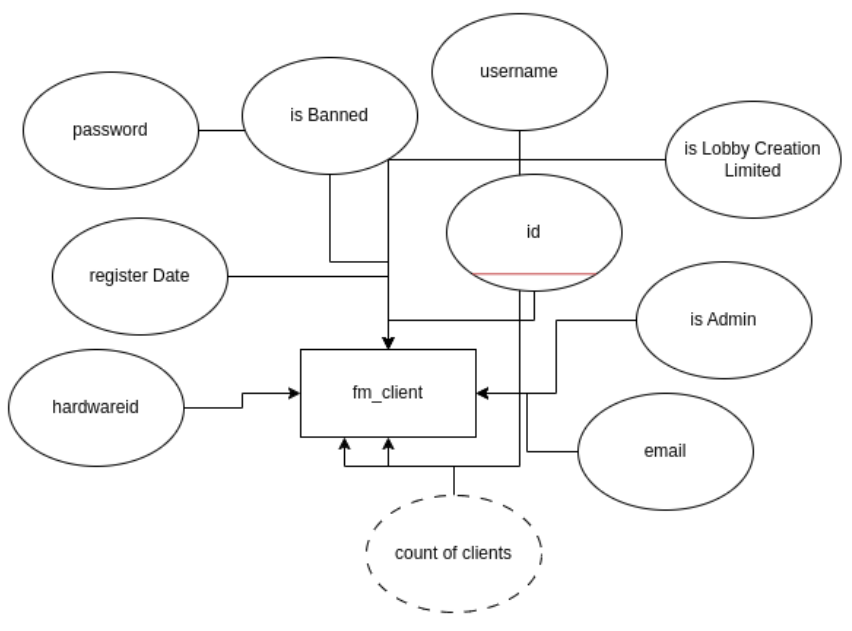 username
is Banned
password
is Lobby Creation
Limited
id
register Date
is Admin
fm_client
hardwareid
email
count of clients